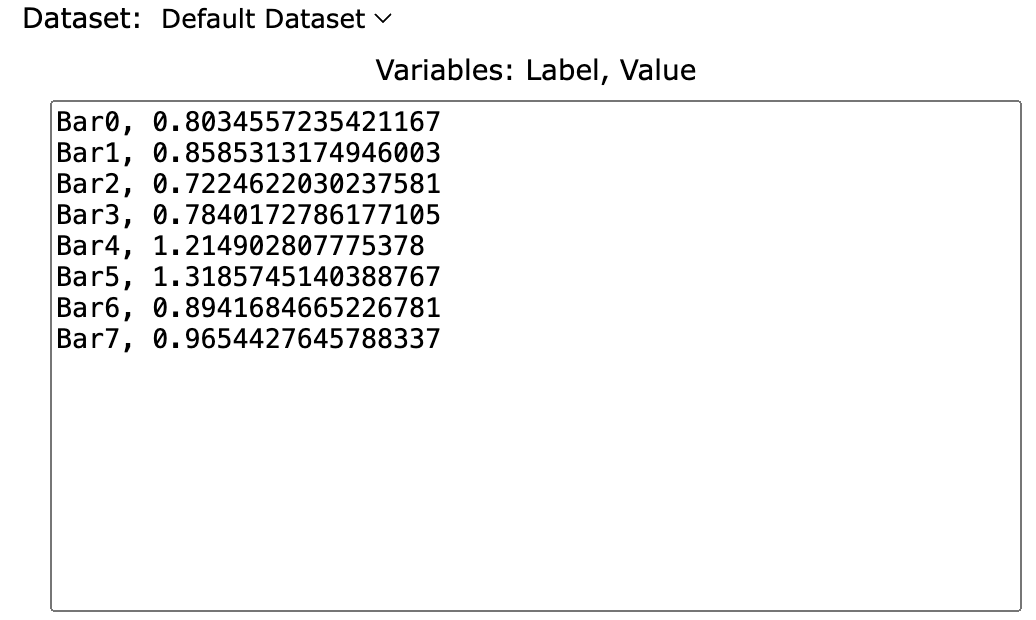 Dataset: Default Dataset
Variables: Label, Value
Bar0, 0.8034557235421167
Bar1, 0.8585313174946003
Bar2, 0.7224622030237581
Bar3, 0.7840172786177105
Bar4, 1.214902807775378
Bar5, 1.3185745140388767
Bar6, 0.8941684665226781
Bar7, 0.9654427645788337